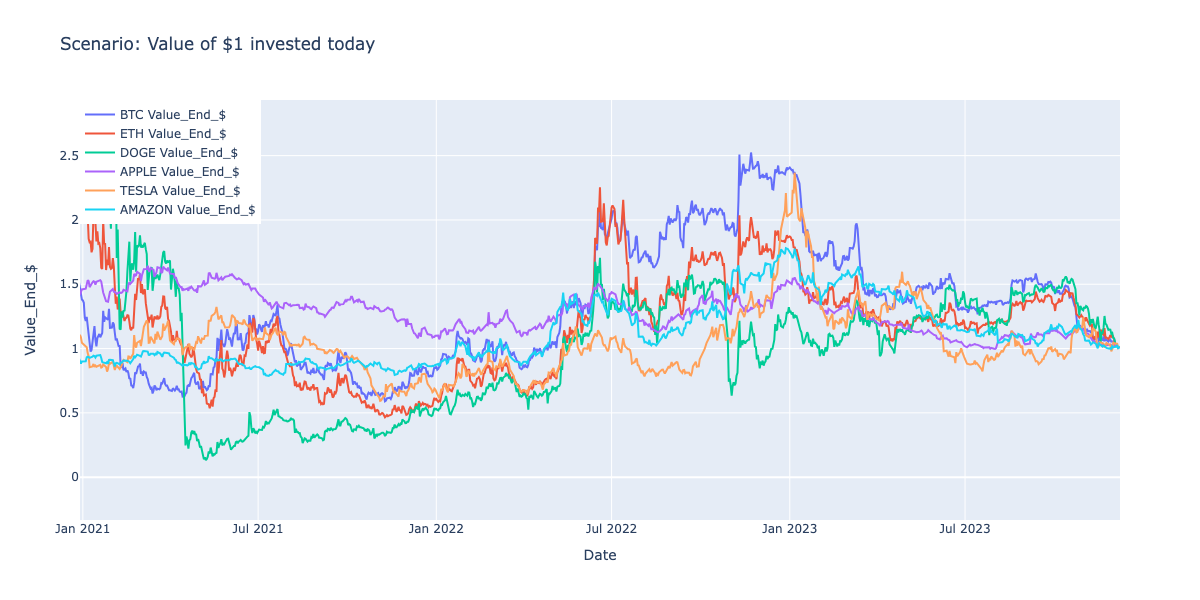 Scenario: Value of $1 invested today
BTC Value_End_$
ETH Value_End_$
DOGE Value_End_$
APPLE Value_End_$
TESLA Value_End_$
AMAZON Value_End_$
2.5
2
1.5
1
0.5
0
Value_End_$
Jan 2021
Jul 2021
Jan 2022
Jul 2022
Jan 2023
Jul 2023
Date